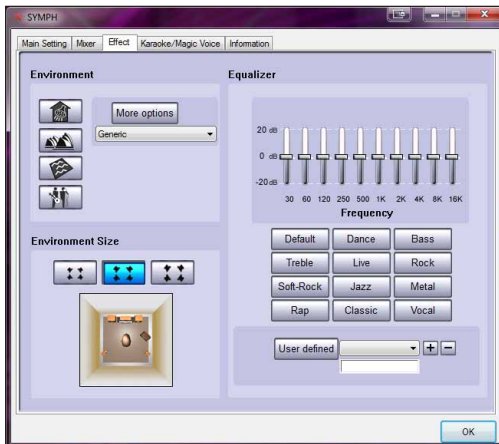 SYMPH
Main Setting Mixer Effect Karaoke/Magic Voice Information
Environment
More options
Generic
Environment Size
Equalizer
20 dB
0 dB
-20 dB
30 60 120 250 500 1K 2K 4K 8K 16K
Frequency
Default Dance Bass
Treble Live Rock
Soft-Rock Jazz Metal
Rap Classic Vocal
User defined
OK